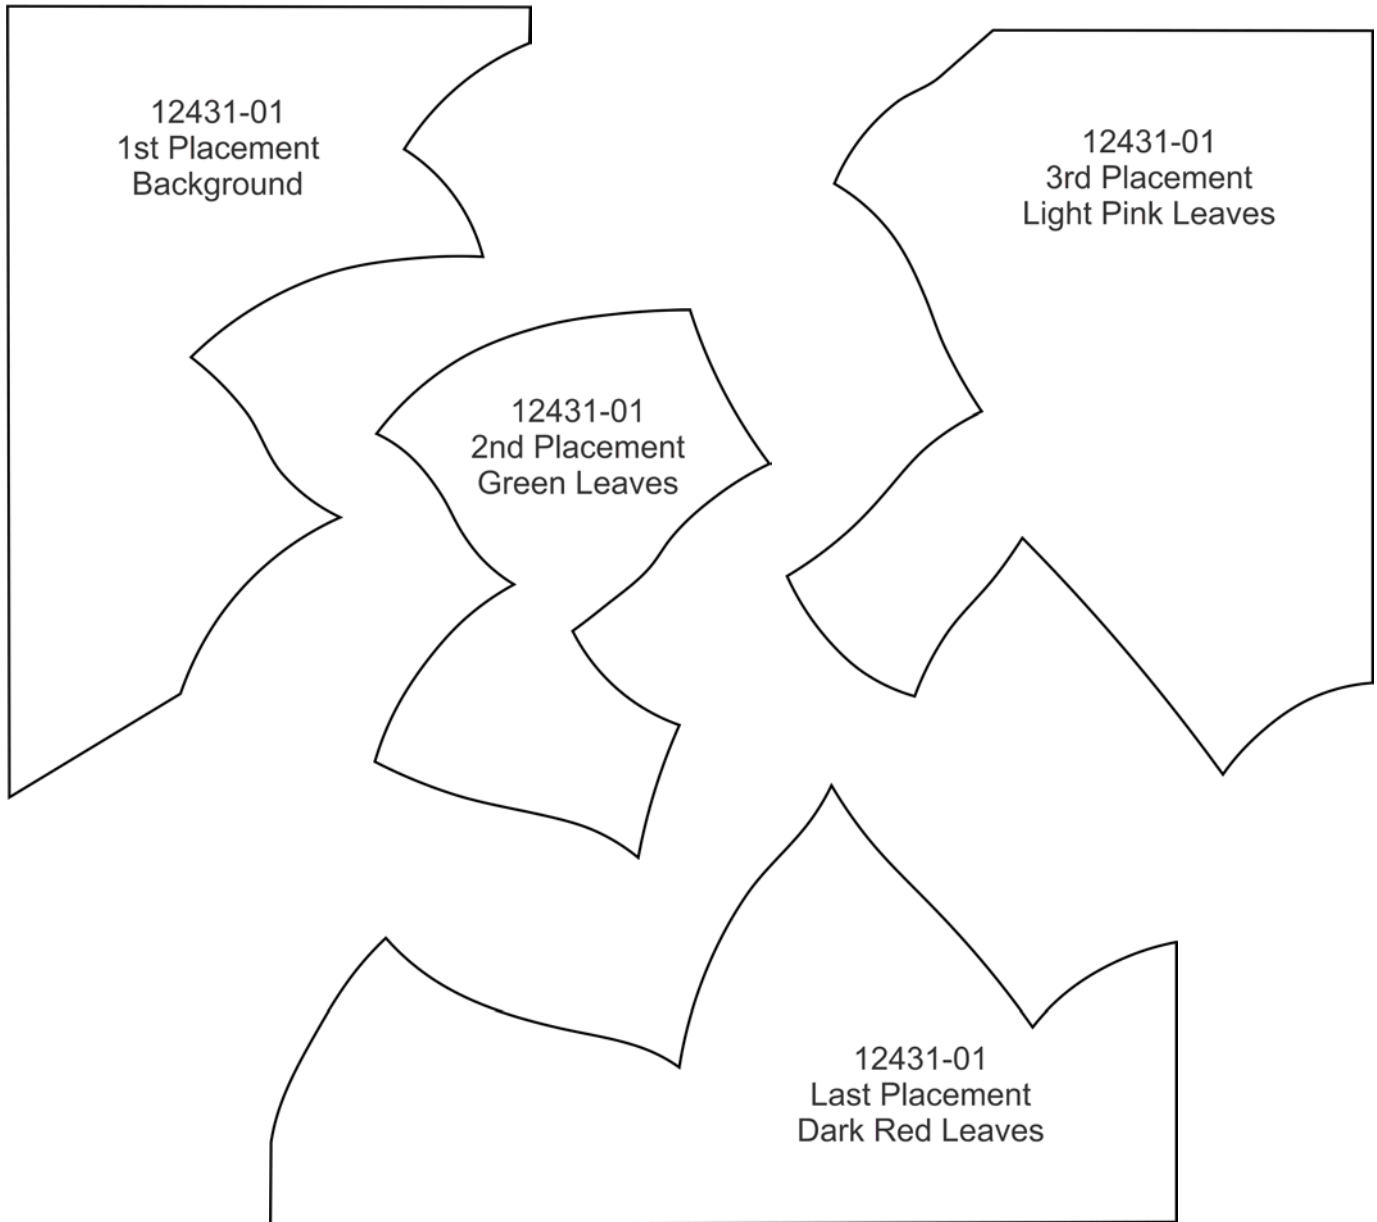 12431-01
1st Placement
Background
12431-01
3rd Placement
Light Pink Leaves
12431-01
2nd Placement
Green Leaves
12431-01
Last Placement
Dark Red Leaves